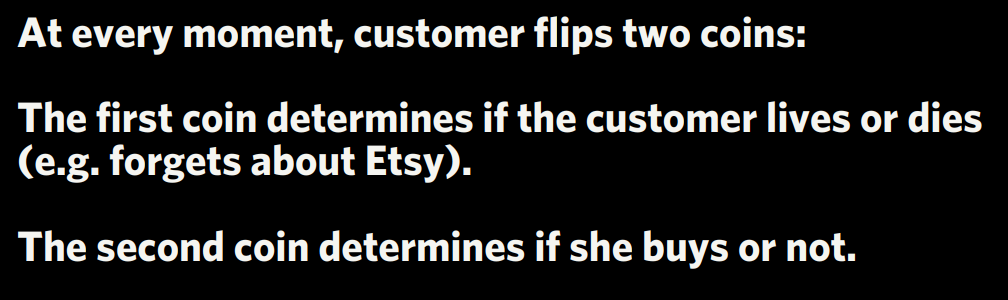 At every moment, customer flips two coins:
The first coin determines if the customer lives or dies
(e.g. forgets about Etsy).
The second coin determines if she buys or not.